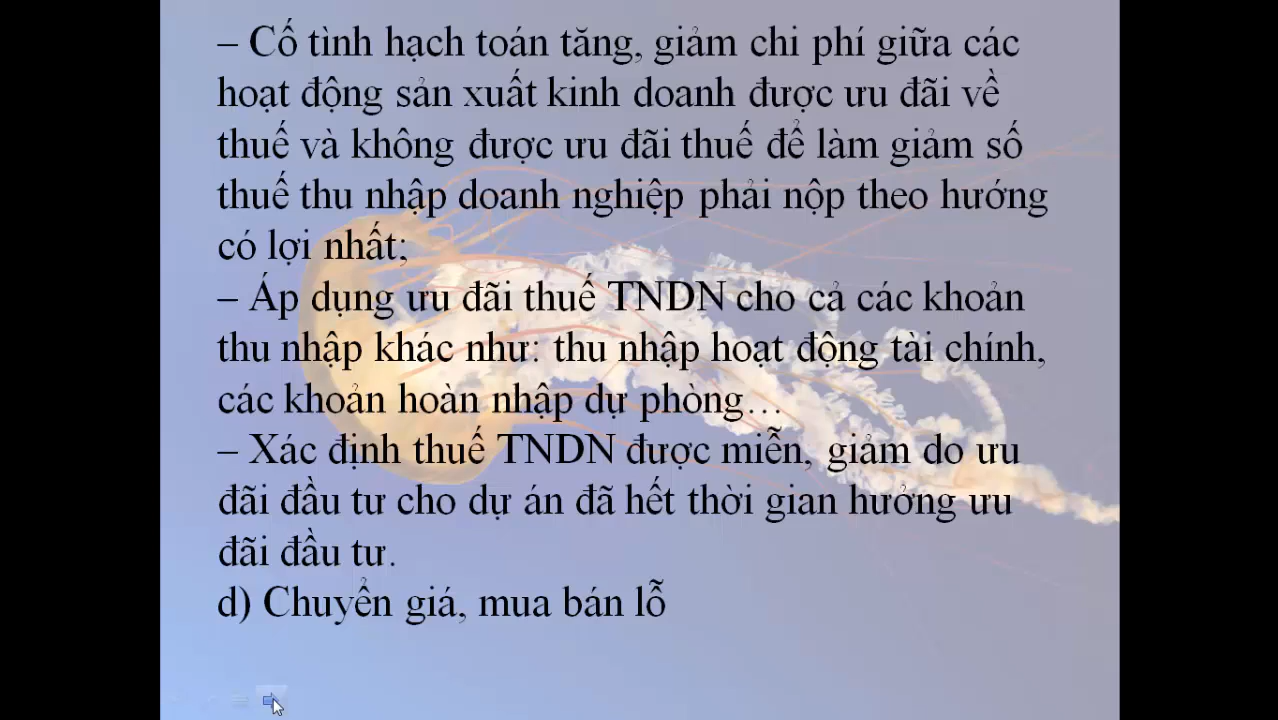 – Cố tình hạch toán tăng, giảm chi phí giữa các
hoạt động sản xuất kinh doanh được ưu đãi về
thuế và không được ưu đãi thuế để làm giảm số
thuế thu nhập doanh nghiệp phải nộp theo hướng
có lợi nhất;
– Áp dụng ưu đãi thuế TNDN cho cả các khoản
thu nhập khác như: thu nhập hoạt động tài chính,
các khoản hoàn nhập dự phòng…
– Xác định thuế TNDN được miễn, giảm do ưu
đãi đầu tư cho dự án đã hết thời gian hưởng ưu
đãi đầu tư.
d) Chuyển giá, mua bán lỗ